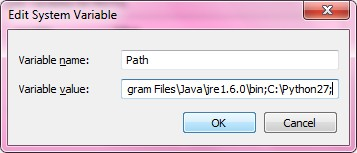 Edit System Variable
Variable name: Path
Variable value: gram Files\Java\jre1.6.0\bin;C:\Python27;
OK Cancel